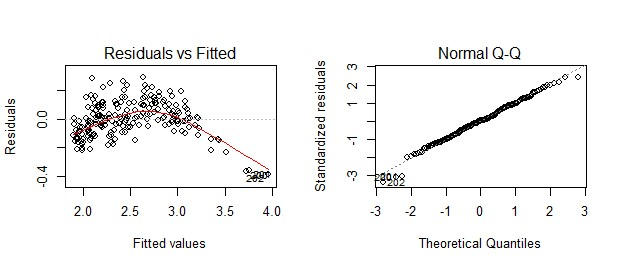 Residuals vs Fitted
Residuals
0.0
-0.4
2.0 2.5 3.0 3.5 4.0
Fitted values
Normal Q-Q
Standardized residuals
3
2
1
-1
-3
202
-3 -2 -1 0 1 2 3
Theoretical Quantiles